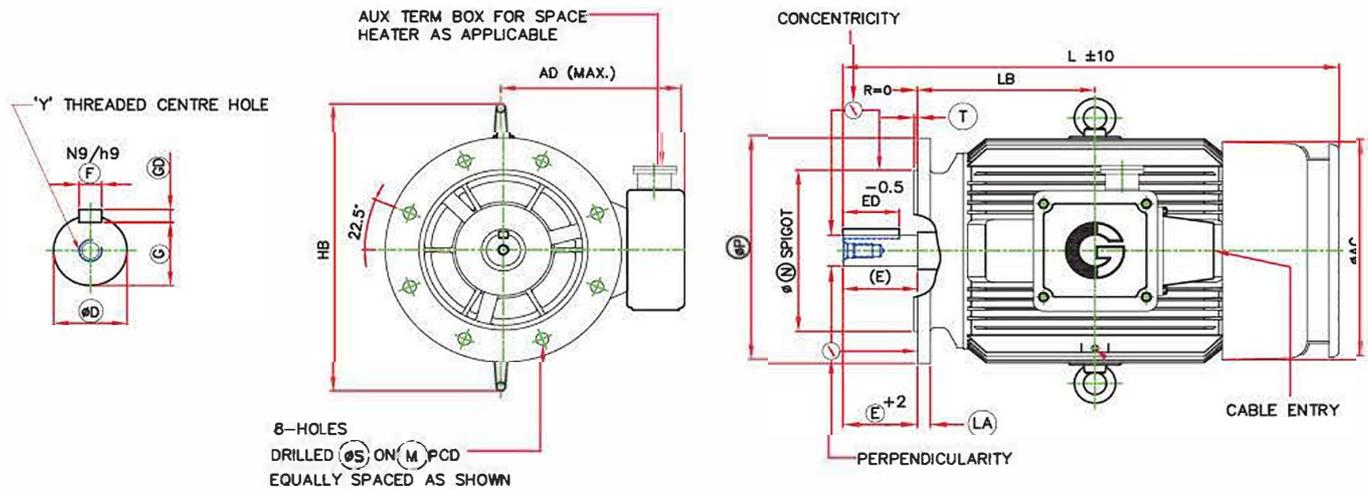 AUX TERM BOX FOR SPACE
HEATER AS APPLICABLE
CONCENTRICITY
L ±10
AD (MAX.)
LB
R=0
'Y' THREADED CENTRE HOLE
T
N9/h9
F
GD
-0.5
ED
22.5°
HB
øP
ø N SPIGOT
øAC
G
(E)
øD
+2
E
LA
CABLE ENTRY
8-HOLES
DRILLED øS ON M PCD
EQUALLY SPACED AS SHOWN
PERPENDICULARITY